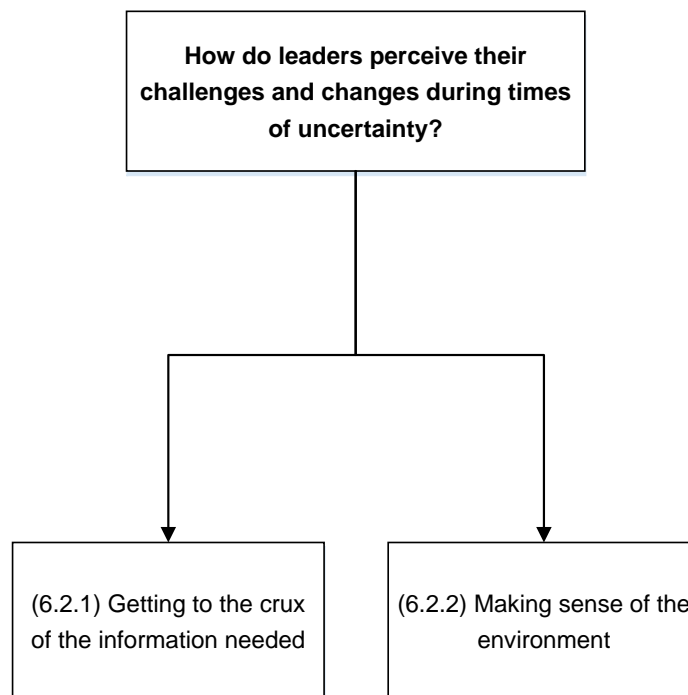 How do leaders perceive their
challenges and changes during times
of uncertainty?
(6.2.1) Getting to the crux
of the information needed
(6.2.2) Making sense of the
environment